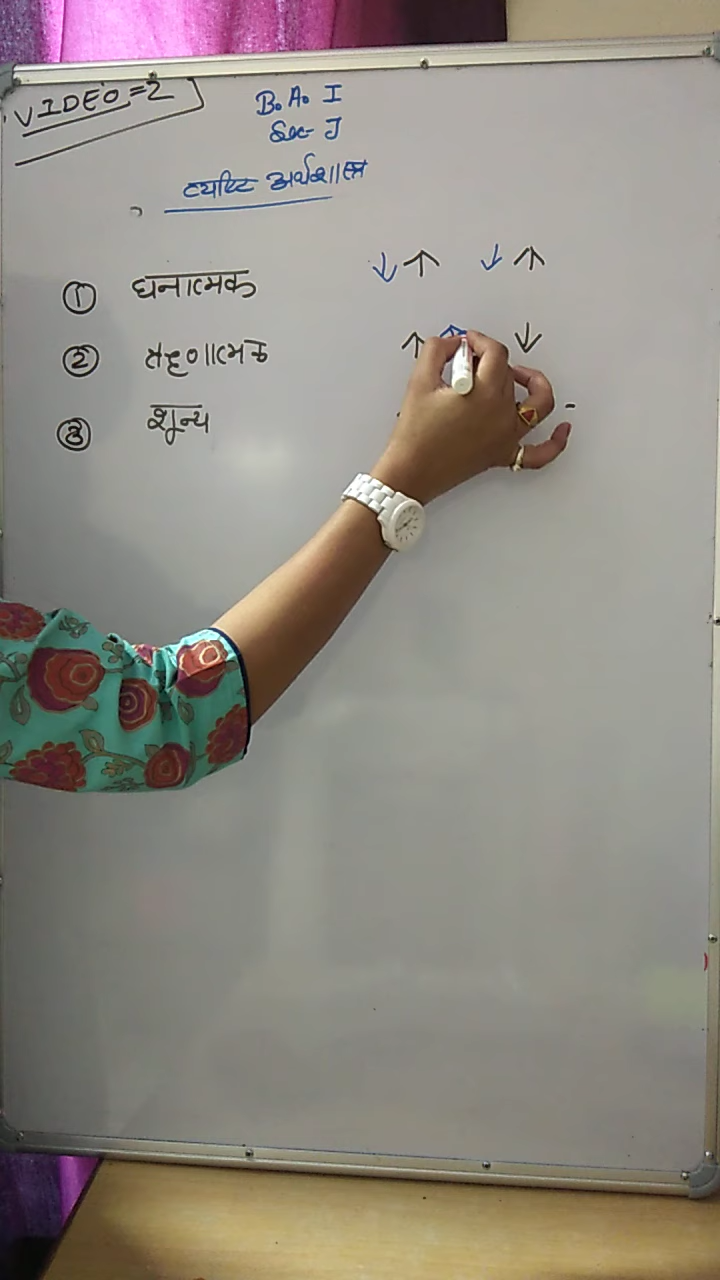 VIDEO=2
B.A. I
Sec- J
व्यष्टि अर्थशास्त्र
① धनात्मक ↓ ↑ ↓ ↑
② ऋणात्मक ↑ ↑ ↓
③ शून्य -